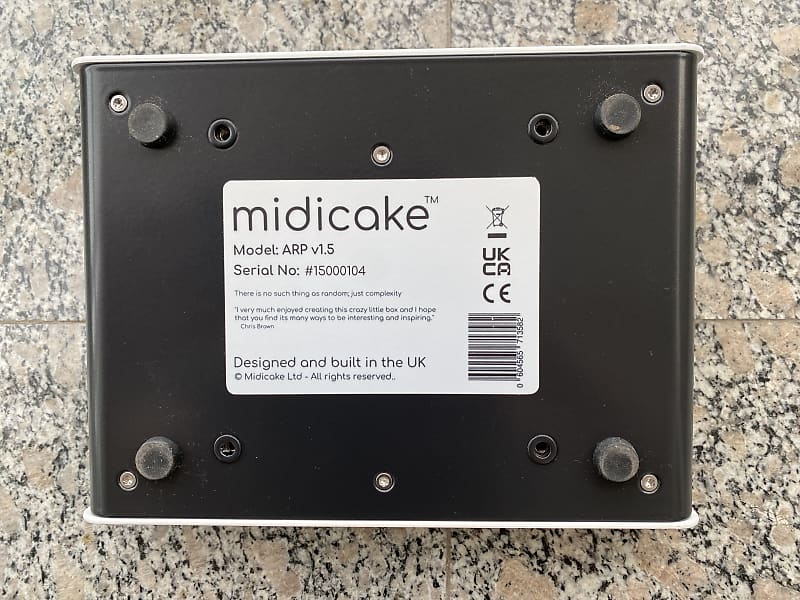 midicake™
Model: ARP v1.5
Serial No: #15000104
There is no such thing as random; just complexity
"I very much enjoyed creating this crazy little box and I hope
that you find its many ways to be interesting and inspiring."
Chris Brown
Designed and built in the UK
© Midicake Ltd - All rights reserved..
UK
CA
CE
0 604565 713582